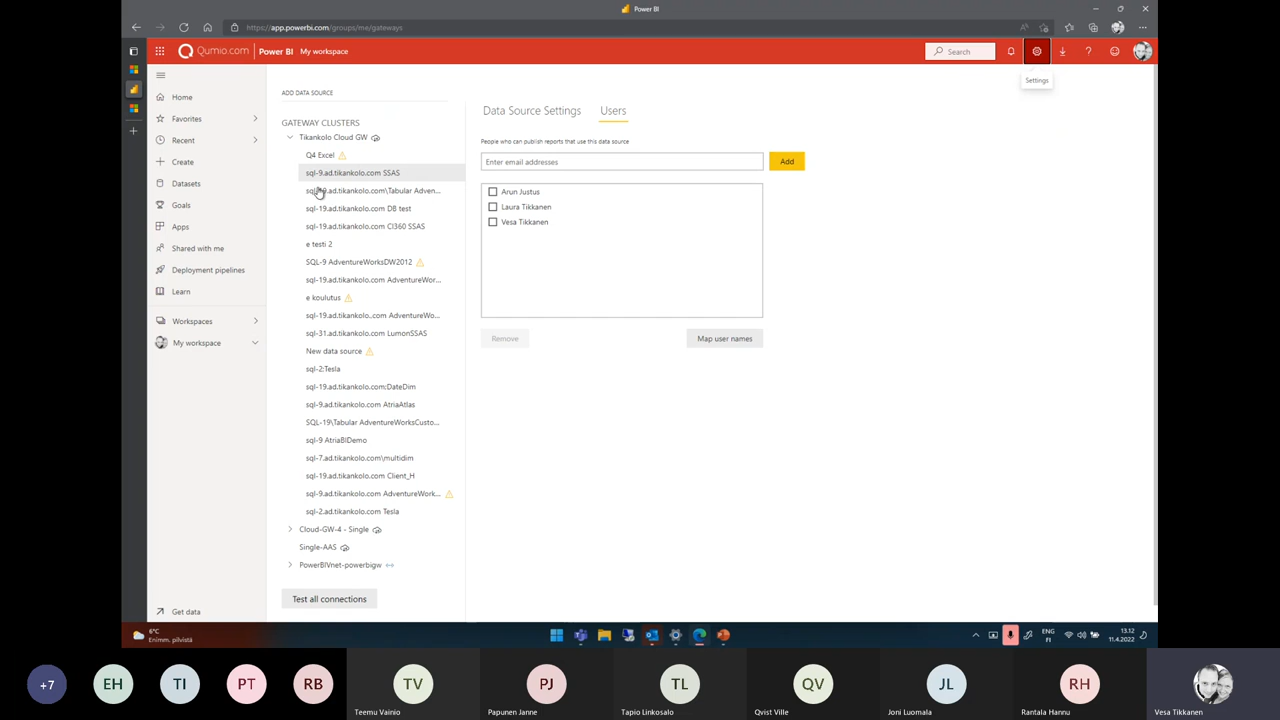 Power BI
https://app.powerbi.com/groups/me/gateways
Qumio.com Power BI My workspace Search
Settings
Home
Favorites
Recent
Create
Datasets
Goals
Apps
Shared with me
Deployment pipelines
Learn
Workspaces
My workspace
Get data
ADD DATA SOURCE
GATEWAY CLUSTERS
Tikankolo Cloud GW
Q4 Excel
sql-9.ad.tikankolo.com SSAS
.ad.tikankolo.com\Tabular Adven...
sql-19.ad.tikankolo.com DB test
sql-19.ad.tikankolo.com CI360 SSAS
e testi 2
SQL-9 AdventureWorksDW2012
sql-19.ad.tikankolo.com AdventureWor...
e koulutus
sql-19.ad.tikankolo..com AdventureWo...
sql-31.ad.tikankolo.com LumonSSAS
New data source
sql-2;Tesla
sql-19.ad.tikankolo.com;DateDim
sql-9.ad.tikankolo.com AtriaAtlas
SQL-19\Tabular AdventureWorksCusto...
sql-9 AtriaBIDemo
sql-7.ad.tikankolo.com\multidim
sql-19.ad.tikankolo.com Client_H
sql-9.ad.tikankolo.com AdventureWork...
sql-2.ad.tikankolo.com Tesla
Cloud-GW-4 - Single
Single-AAS
PowerBIVnet-powerbigw
Test all connections
Data Source Settings Users
People who can publish reports that use this data source
Enter email addresses Add
Arun Justus
Laura Tikkanen
Vesa Tikkanen
Remove Map user names
6°C
Enimm. pilvistä
ENG
FI
13.12
11.4.2022
+7 EH TI PT RB TV PJ TL QV JL RH
Teemu Vainio Papunen Janne Tapio Linkosalo Qvist Ville Joni Luomala Rantala Hannu Vesa Tikkanen